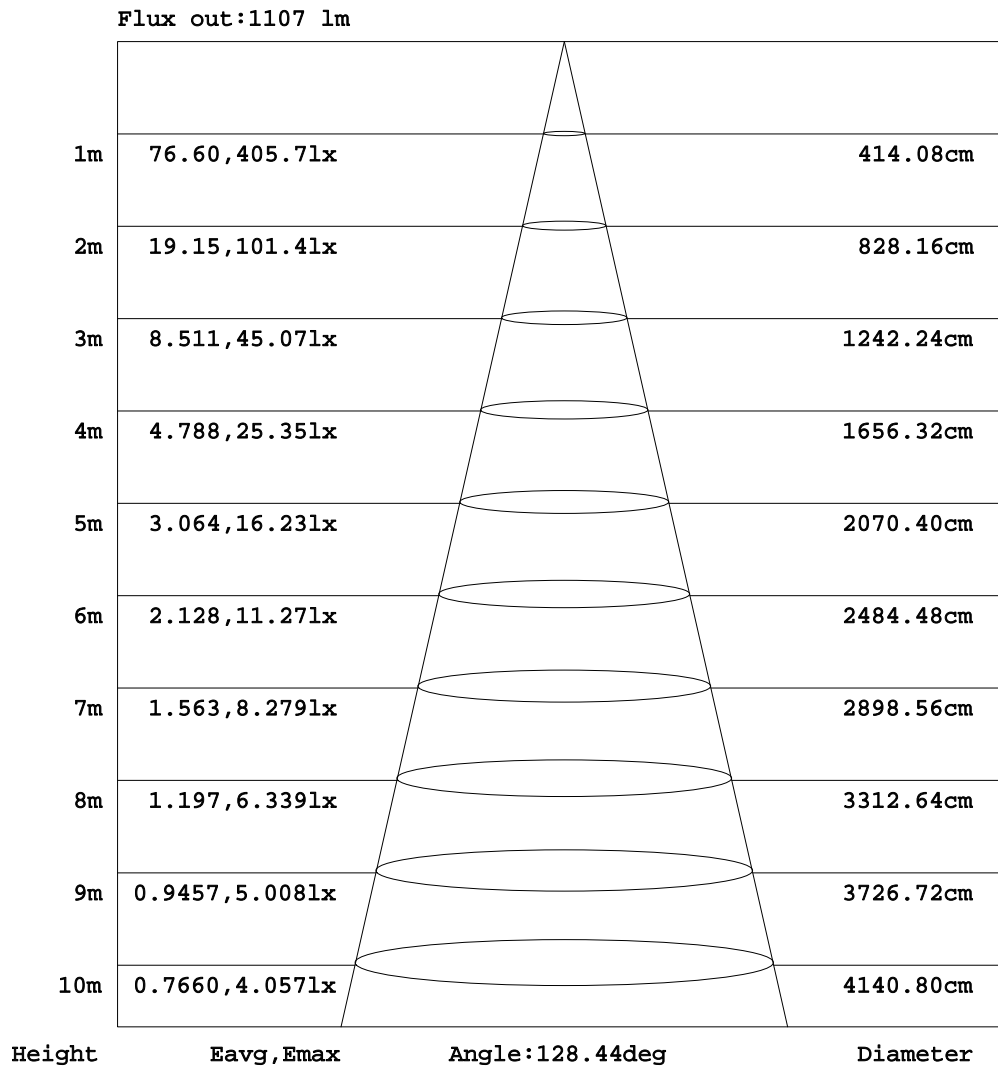 Flux out:1107 lm
1m 76.60,405.7lx 414.08cm
2m 19.15,101.4lx 828.16cm
3m 8.511,45.07lx 1242.24cm
4m 4.788,25.35lx 1656.32cm
5m 3.064,16.23lx 2070.40cm
6m 2.128,11.27lx 2484.48cm
7m 1.563,8.279lx 2898.56cm
8m 1.197,6.339lx 3312.64cm
9m 0.9457,5.008lx 3726.72cm
10m 0.7660,4.057lx 4140.80cm
Height Eavg,Emax Angle:128.44deg Diameter